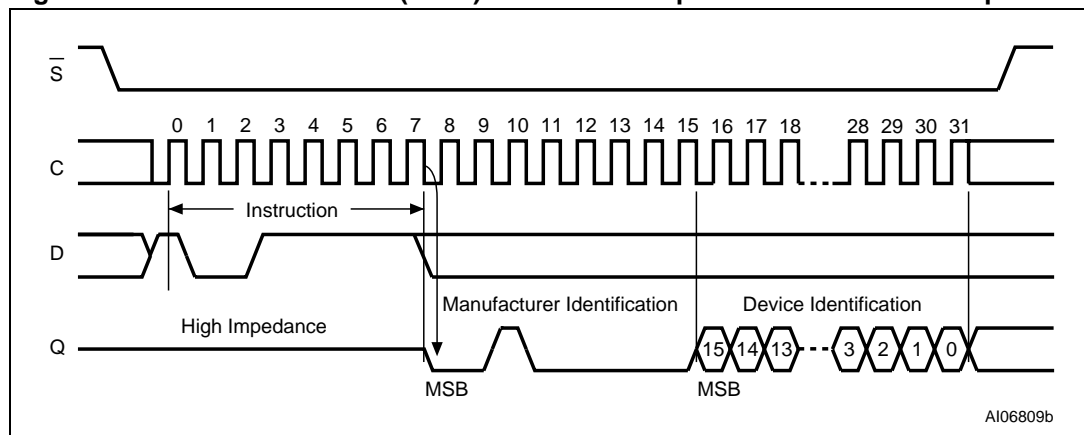 S̅
0 1 2 3 4 5 6 7 8 9 10 11 12 13 14 15 16 17 18 28 29 30 31
C
Instruction
D
Manufacturer Identification Device Identification
High Impedance
Q 15 14 13 3 2 1 0
MSB MSB
AI06809b